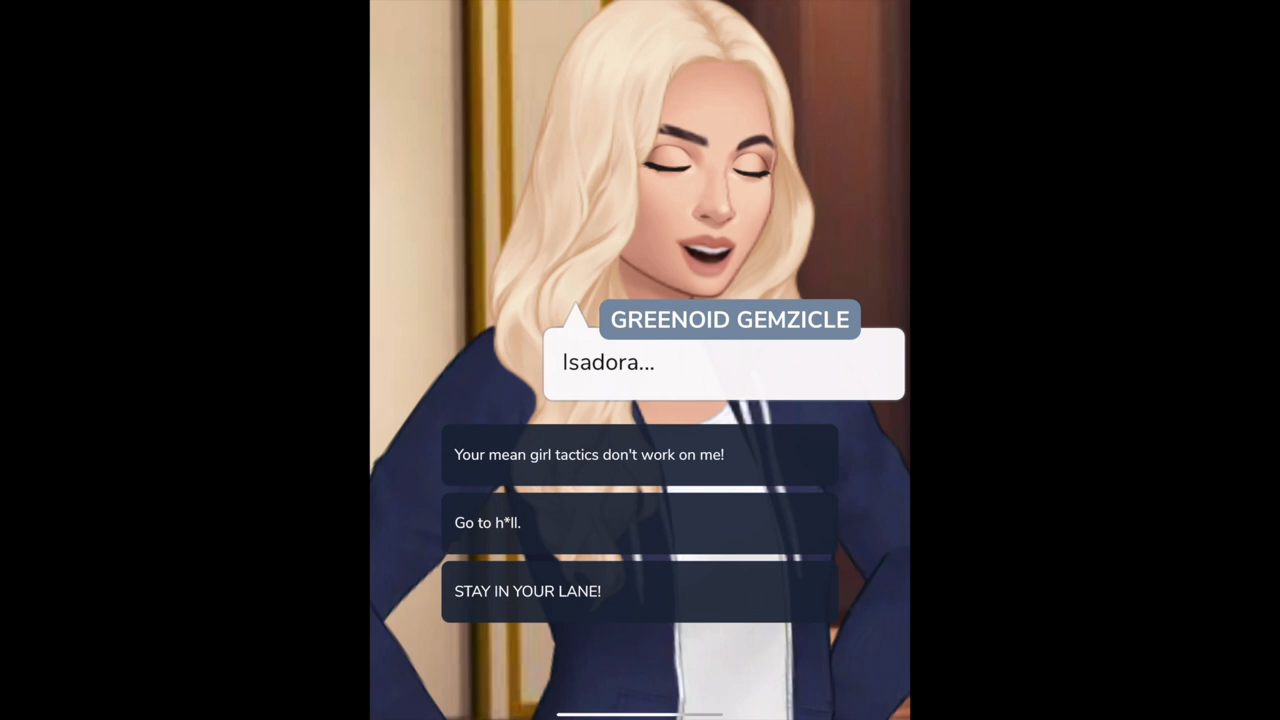 GREENOID GEMZICLE
Isadora...
Your mean girl tactics don't work on me!
Go to h*ll.
STAY IN YOUR LANE!